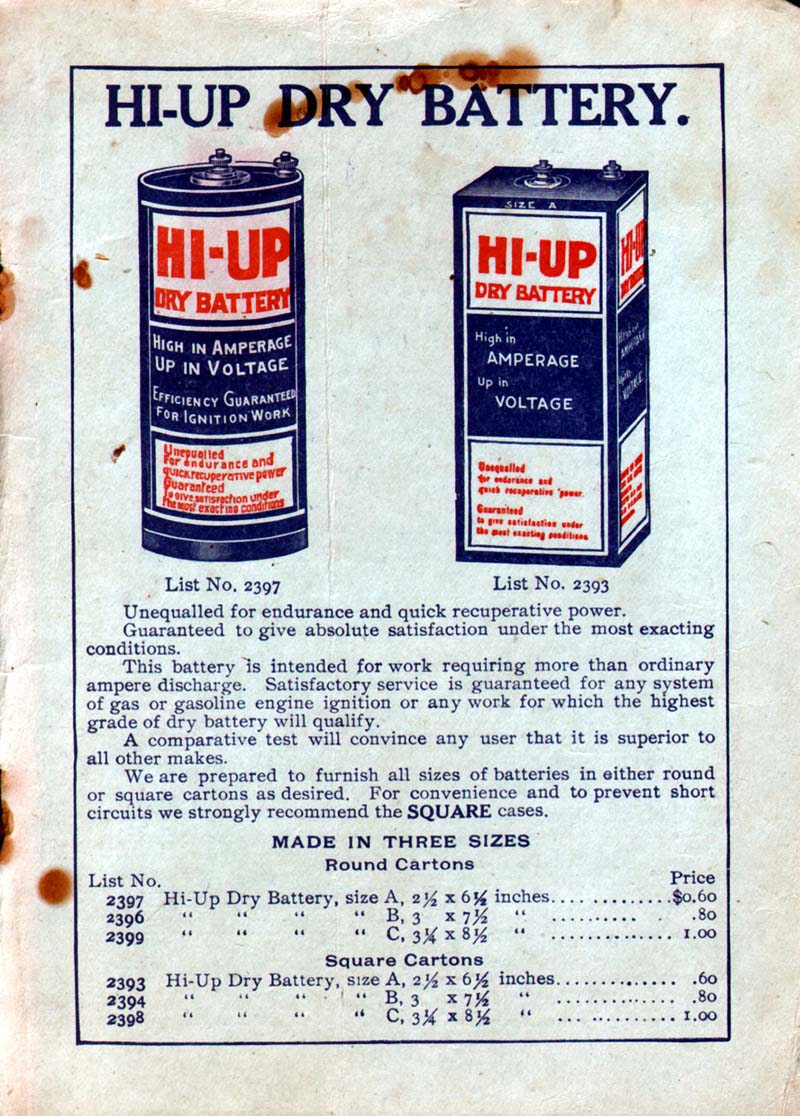 HI-UP DRY BATTERY.
HI-UP
DRY BATTERY
HIGH IN AMPERAGE
UP IN VOLTAGE
EFFICIENCY GUARANTEED
FOR IGNITION WORK
Unepualled
For endurance and
quick recuperative power
Guaranfeed
To give satisfaction under
The most exacting conditions
SIZE A
HI-UP
DRY BATTERY
High in
AMPERAGE
Up in
VOLTAGE
Unequalled
for endurance and
quick recuperative power.
Guaranteed
to give satisfaction under
the most exacting conditions.
HI-UP
List No. 2397
List No. 2393
Unequalled for endurance and quick recuperative power.
Guaranteed to give absolute satisfaction under the most exacting
conditions.
This battery is intended for work requiring more than ordinary
ampere discharge. Satisfactory service is guaranteed for any system
of gas or gasoline engine ignition or any work for which the highest
grade of dry battery will qualify.
A comparative test will convince any user that it is superior to
all other makes.
We are prepared to furnish all sizes of batteries in either round
or square cartons as desired. For convenience and to prevent short
circuits we strongly recommend the SQUARE cases.
MADE IN THREE SIZES
Round Cartons
List No. Price
2397 Hi-Up Dry Battery, size A, 2½ x 6½ inches.... ............$0.60
2396 " " " " B, 3 x 7½ " .......... .80
2399 " " " " C, 3¼ x 8½ " .............. 1.00
Square Cartons
2393 Hi-Up Dry Battery, size A, 2½ x 6½ inches.............. .60
2394 " " " " B, 3 x 7½ " .............. .80
2398 " " " " C, 3¼ x 8½ " .............. 1.00